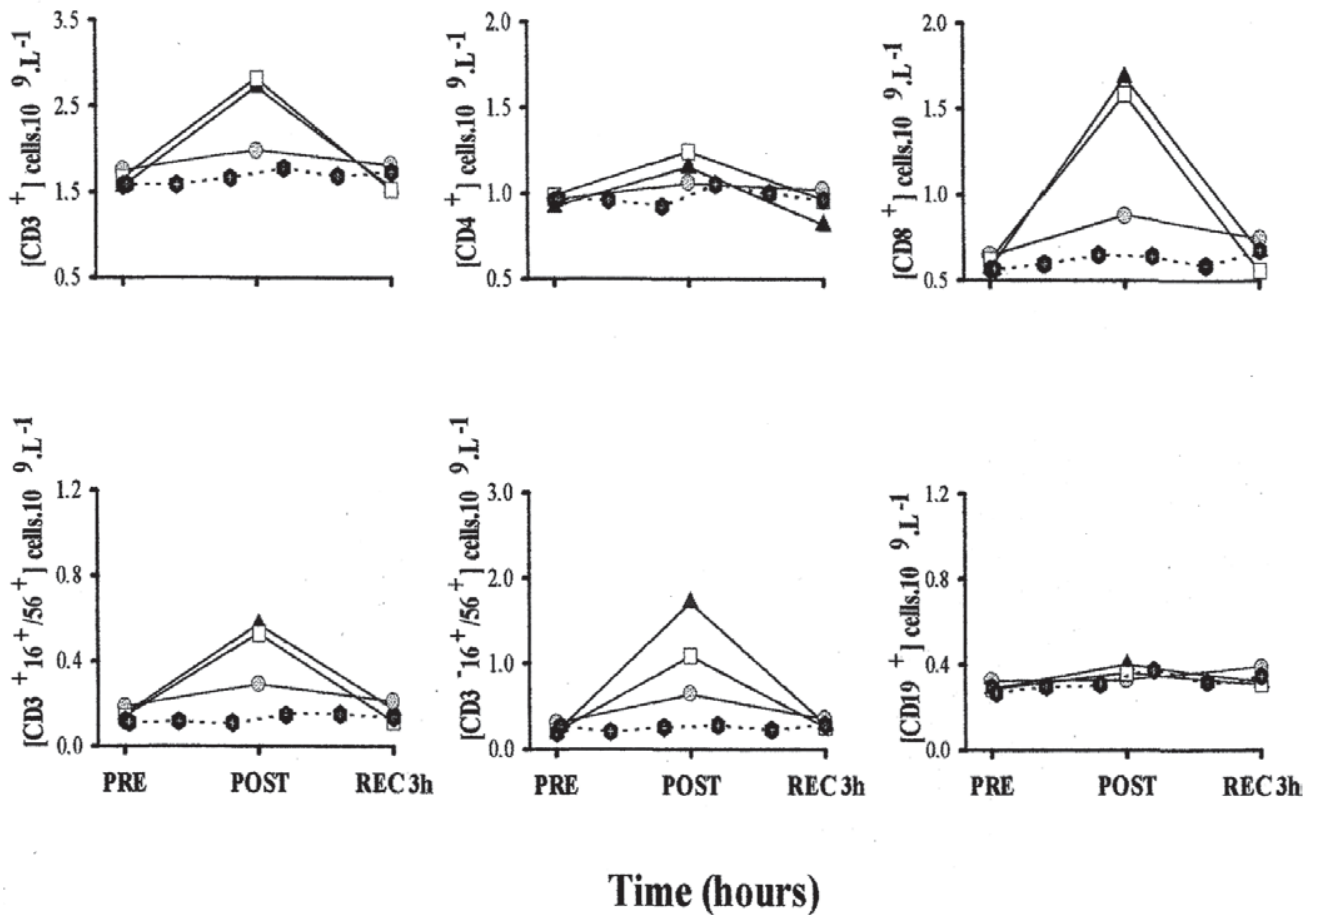 [CD3 +] cells.10 9.L-1
3.5
2.5
1.5
0.5
[CD4 +] cells.10 9.L-1
2.0
1.5
1.0
0.5
[CD8 +] cells.10 9.L-1
2.0
1.5
1.0
0.5
[CD3 +16 +/56 +] cells.10 9.L-1
1.2
0.8
0.4
0.0
PRE POST REC 3h
[CD3 -16 +/56 +] cells.10 9.L-1
3.0
2.0
1.0
0.0
PRE POST REC 3h
[CD19 +] cells.10 9.L-1
1.2
0.8
0.4
0.0
PRE POST REC 3h
Time (hours)